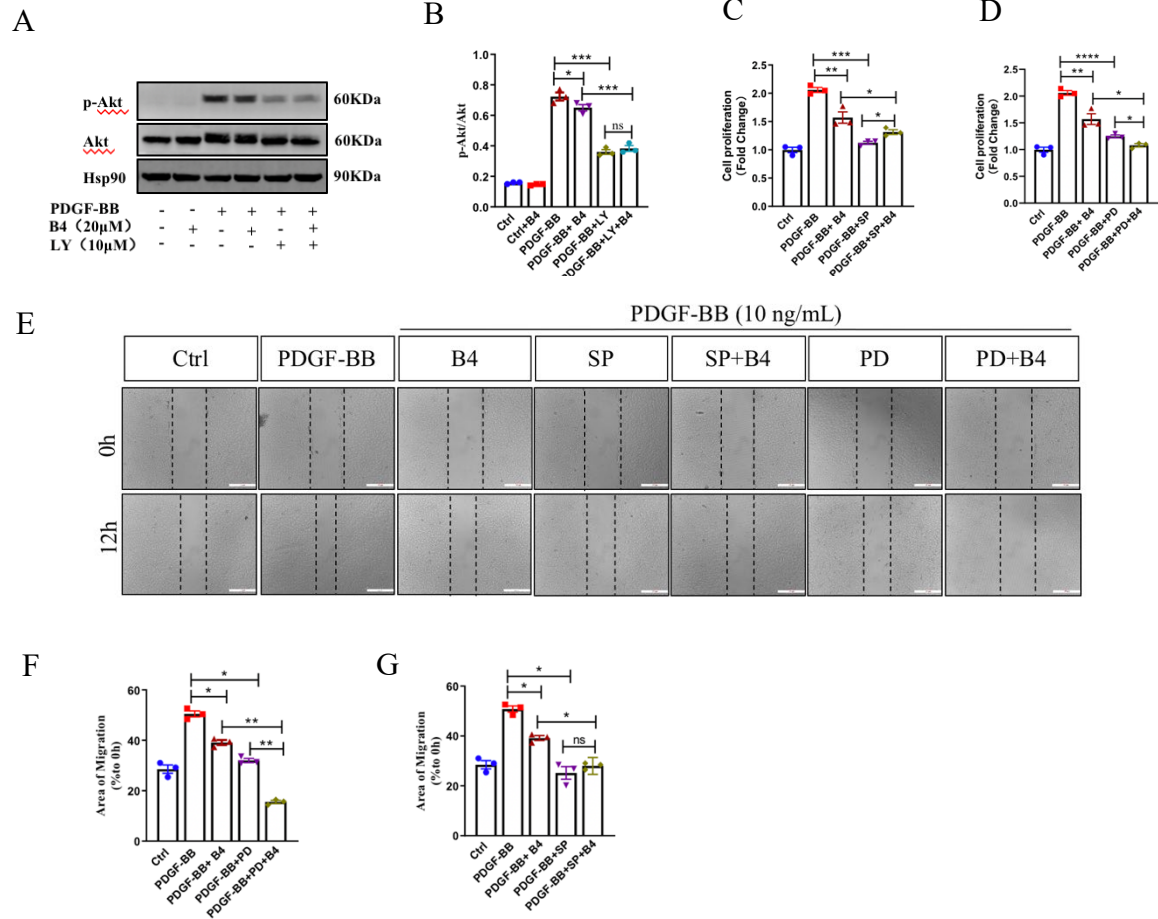 A
p-Akt 60KDa
Akt 60KDa
Hsp90 90KDa
PDGF-BB - - + + + +
B4（20μM） - + - + - +
LY（10μM） - - - - + +
B
p-Akt/Akt
1.0
0.8
0.6
0.4
0.2
0.0
***
*
***
ns
Ctrl
Ctrl+B4
PDGF-BB
PDGF-BB+ B4
PDGF-BB+LY
PDGF-BB+LY+B4
C
Cell proliferation
（Fold Change）
2.5
2.0
1.5
1.0
0.5
0.0
***
**
*
*
Ctrl
PDGF-BB
PDGF-BB+ B4
PDGF-BB+SP
PDGF-BB+SP+B4
D
Cell proliferation
（Fold Change）
2.5
2.0
1.5
1.0
0.5
0.0
****
**
*
*
Ctrl
PDGF-BB
PDGF-BB+ B4
PDGF-BB+PD
PDGF-BB+PD+B4
E
PDGF-BB (10 ng/mL)
Ctrl PDGF-BB B4 SP SP+B4 PD PD+B4
0h
12h
F
Area of Migration
(%to 0h)
60
40
20
0
*
*
**
**
Ctrl
PDGF-BB
PDGF-BB+ B4
PDGF-BB+PD
PDGF-BB+PD+B4
G
Area of Migration
(%to 0h)
60
40
20
0
*
*
*
ns
Ctrl
PDGF-BB
PDGF-BB+ B4
PDGF-BB+SP
PDGF-BB+SP+B4